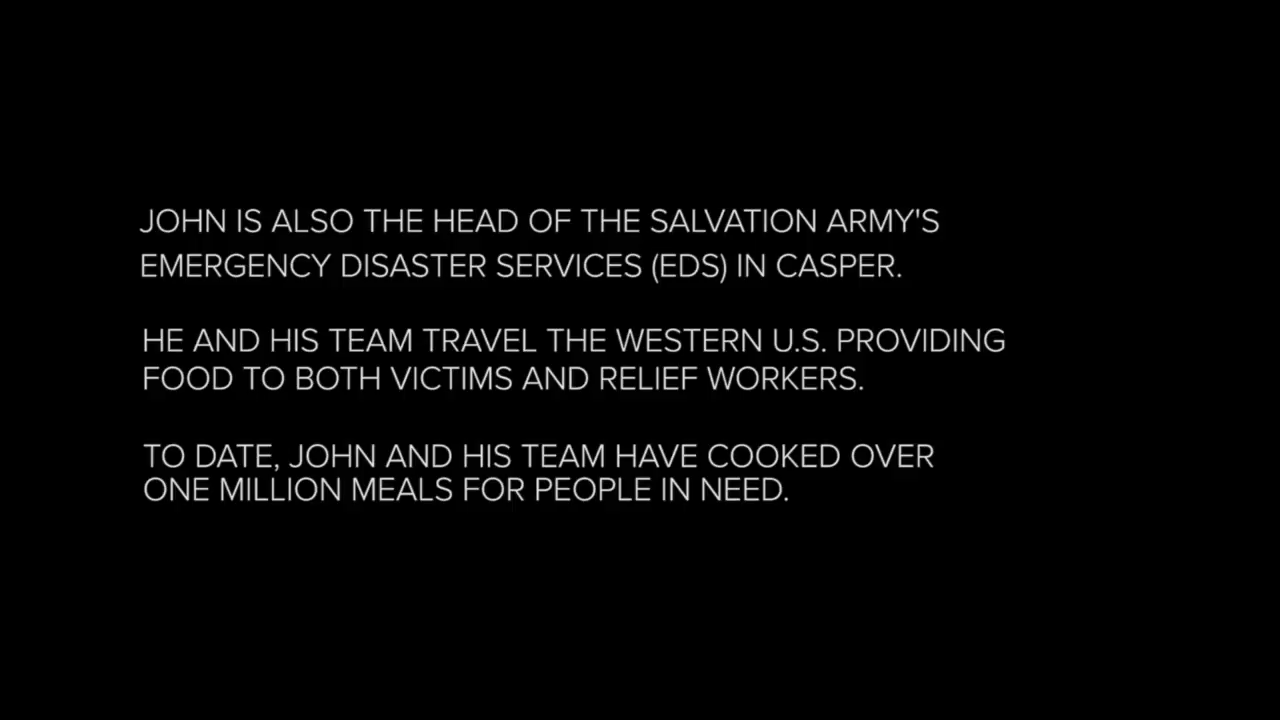 JOHN IS ALSO THE HEAD OF THE SALVATION ARMY'S
EMERGENCY DISASTER SERVICES (EDS) IN CASPER.
HE AND HIS TEAM TRAVEL THE WESTERN U.S. PROVIDING
FOOD TO BOTH VICTIMS AND RELIEF WORKERS.
TO DATE, JOHN AND HIS TEAM HAVE COOKED OVER
ONE MILLION MEALS FOR PEOPLE IN NEED.